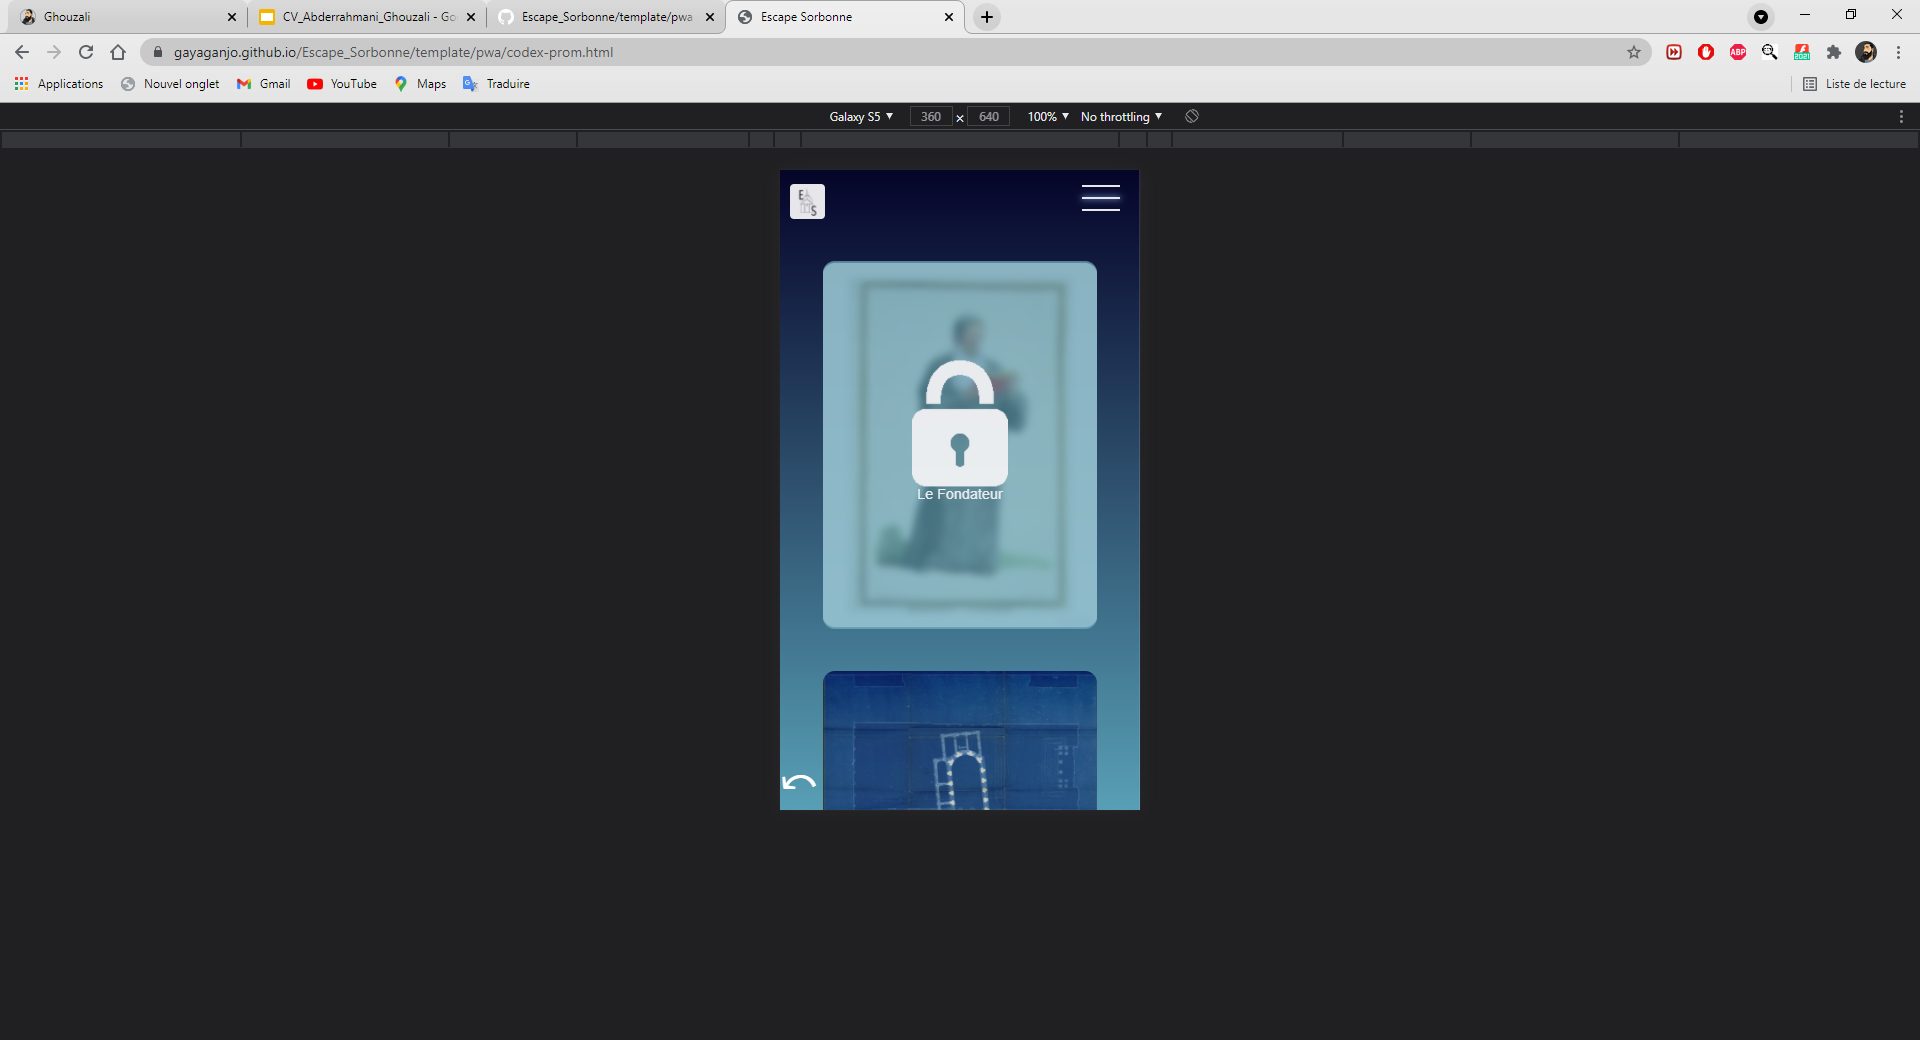 Ghouzali
CV_Abderrahmani_Ghouzali - Go
Escape_Sorbonne/template/pwa
Escape Sorbonne
gayaganjo.github.io/Escape_Sorbonne/template/pwa/codex-prom.html
ABP
Applications
Nouvel onglet
Gmail
YouTube
Maps
Traduire
Liste de lecture
Galaxy S5
360
×
640
100%
No throttling
E
S
Le Fondateur